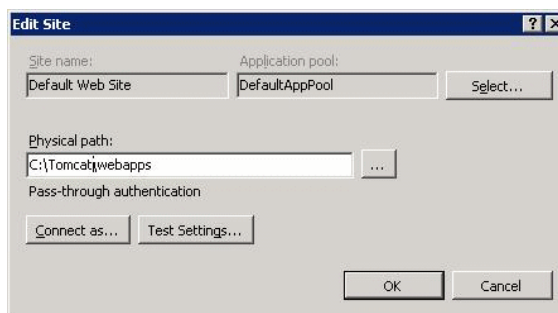 Edit Site
Site name:
Application pool:
Default Web Site
DefaultAppPool
Select...
Physical path:
C:\Tomcat\webapps
...
Pass-through authentication
Connect as...
Test Settings...
OK
Cancel